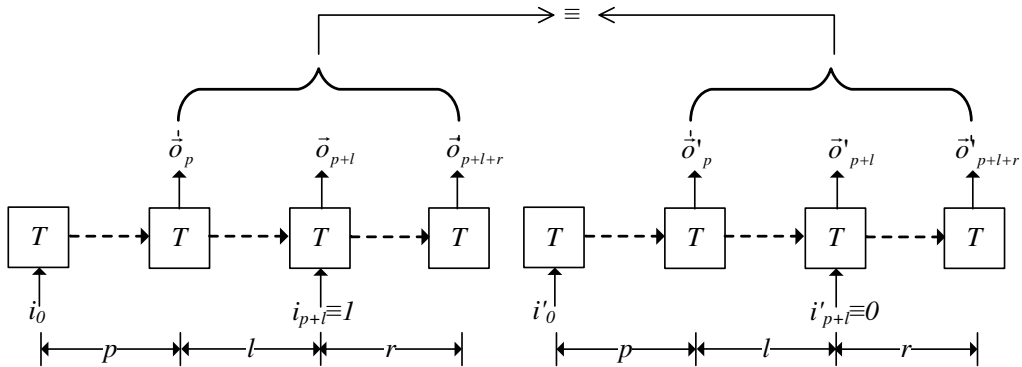 ≡
o⃗_p o⃗_{p+l} o⃗_{p+l+r} o⃗'_p o⃗'_{p+l} o⃗'_{p+l+r}
T T T T T T T T
i_0 i_{p+l}≡1 i'_0 i'_{p+l}≡0
p l r p l r